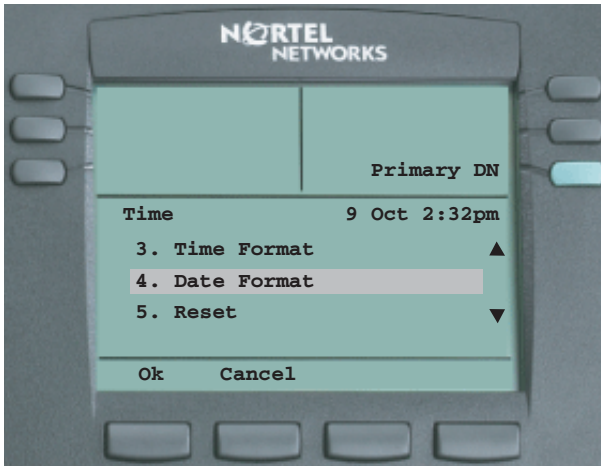 NORTEL
NETWORKS
Primary DN
Time 9 Oct 2:32pm
3. Time Format
4. Date Format
5. Reset
Ok Cancel